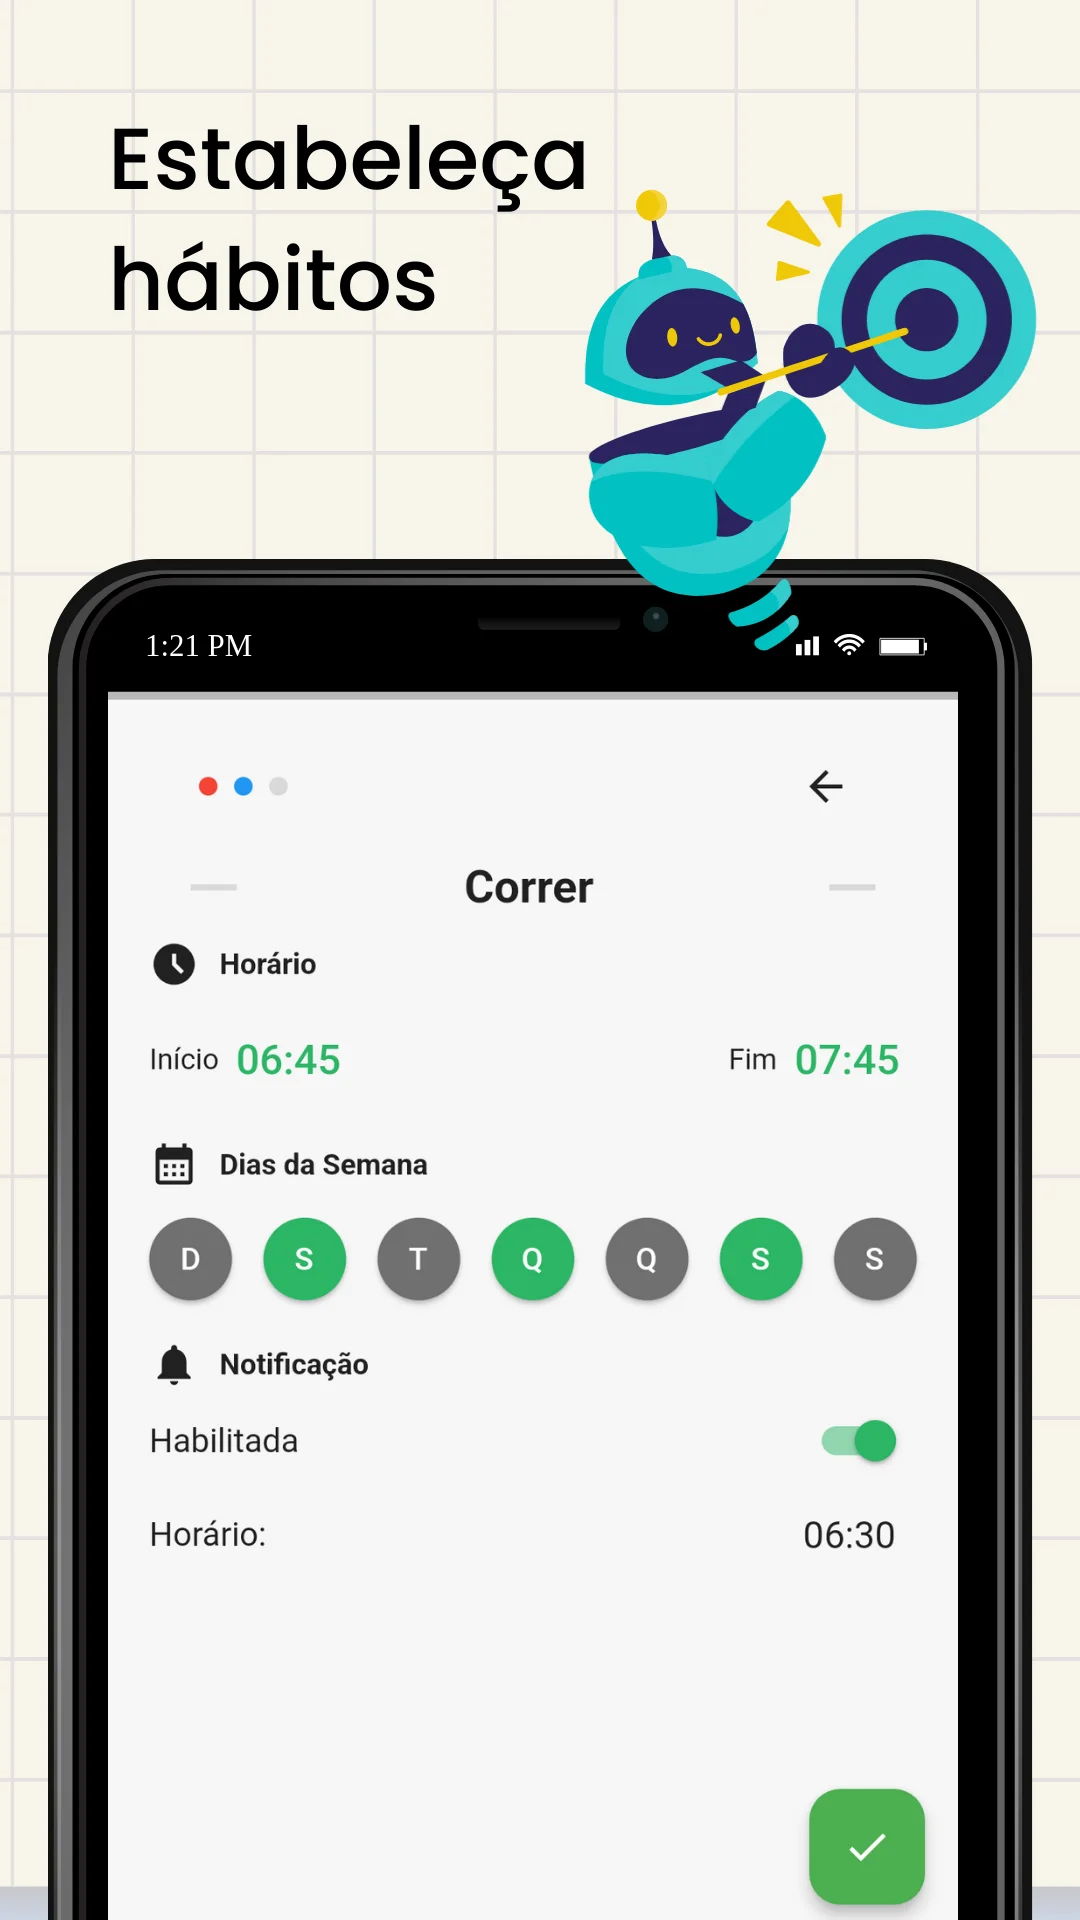 Estabeleça
hábitos
1:21 PM
Correr
Horário
Início 06:45 Fim 07:45
Dias da Semana
D S T Q Q S S
Notificação
Habilitada
Horário: 06:30